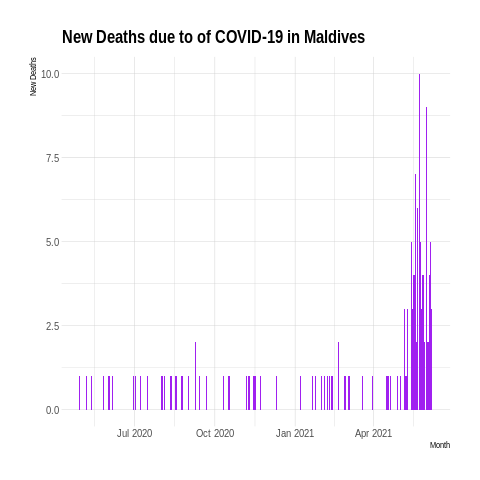 New Deaths due to of COVID-19 in Maldives
New Deaths
10.0
7.5
5.0
2.5
0.0
Jul 2020 Oct 2020 Jan 2021 Apr 2021
Month